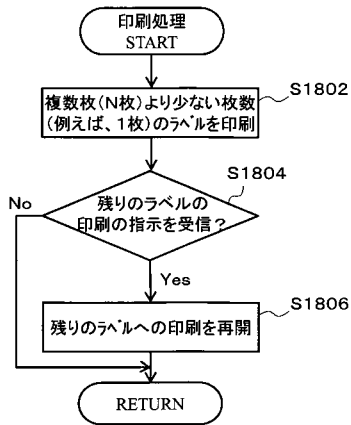 印刷処理
START
複数枚(N枚)より少ない枚数
(例えば、1枚)のラベルを印刷
S1802
残りのラベルの
印刷の指示を受信？
S1804
No
Yes
残りのラベルへの印刷を再開
S1806
RETURN